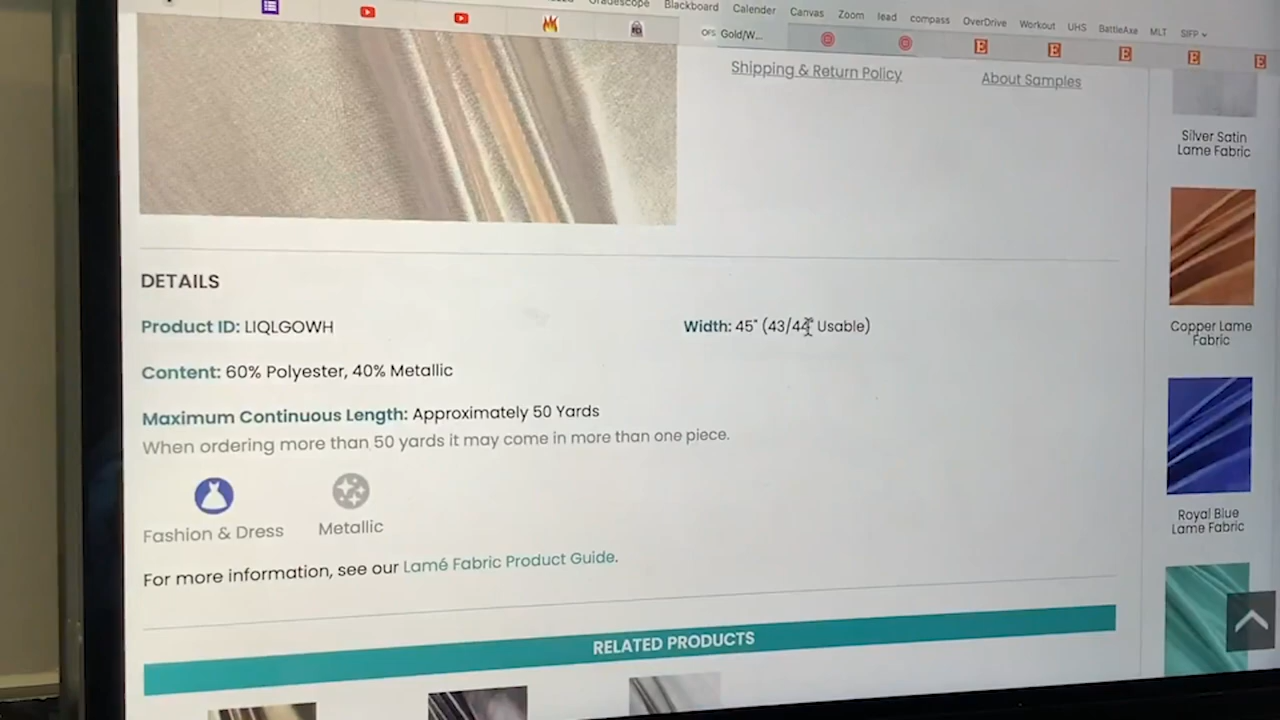 Gradescope Blackboard Calender Canvas Zoom lead compass OverDrive Workout UHS BattleAxe MLT SIFP
OFS Gold/W...
Shipping & Return Policy
About Samples
Silver Satin
Lame Fabric
DETAILS
Product ID: LIQLGOWH
Width: 45" (43/44" Usable)
Copper Lame
Fabric
Content: 60% Polyester, 40% Metallic
Maximum Continuous Length: Approximately 50 Yards
When ordering more than 50 yards it may come in more than one piece.
Fashion & Dress
Metallic
Royal Blue
Lame Fabric
For more information, see our Lamé Fabric Product Guide.
RELATED PRODUCTS